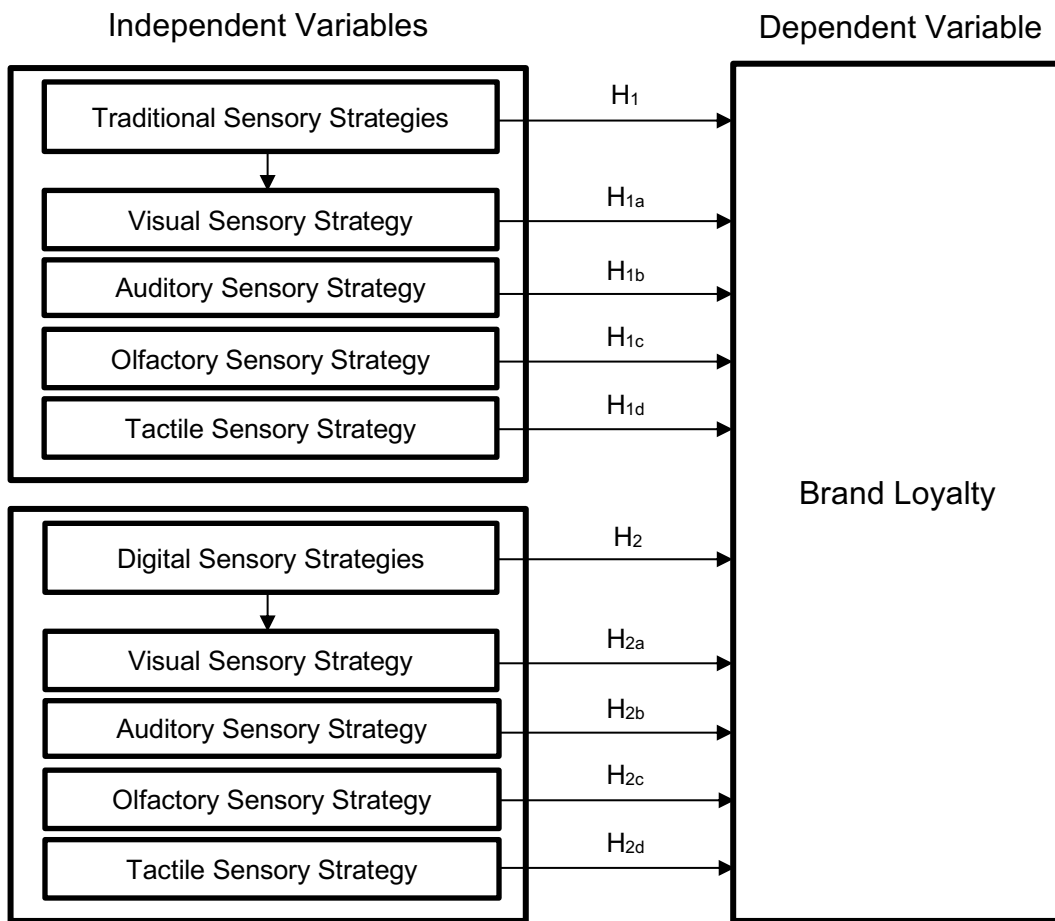 Independent Variables
Dependent Variable
Traditional Sensory Strategies
H1
Visual Sensory Strategy
H1a
Auditory Sensory Strategy
H1b
Olfactory Sensory Strategy
H1c
Tactile Sensory Strategy
H1d
Brand Loyalty
Digital Sensory Strategies
H2
Visual Sensory Strategy
H2a
Auditory Sensory Strategy
H2b
Olfactory Sensory Strategy
H2c
Tactile Sensory Strategy
H2d